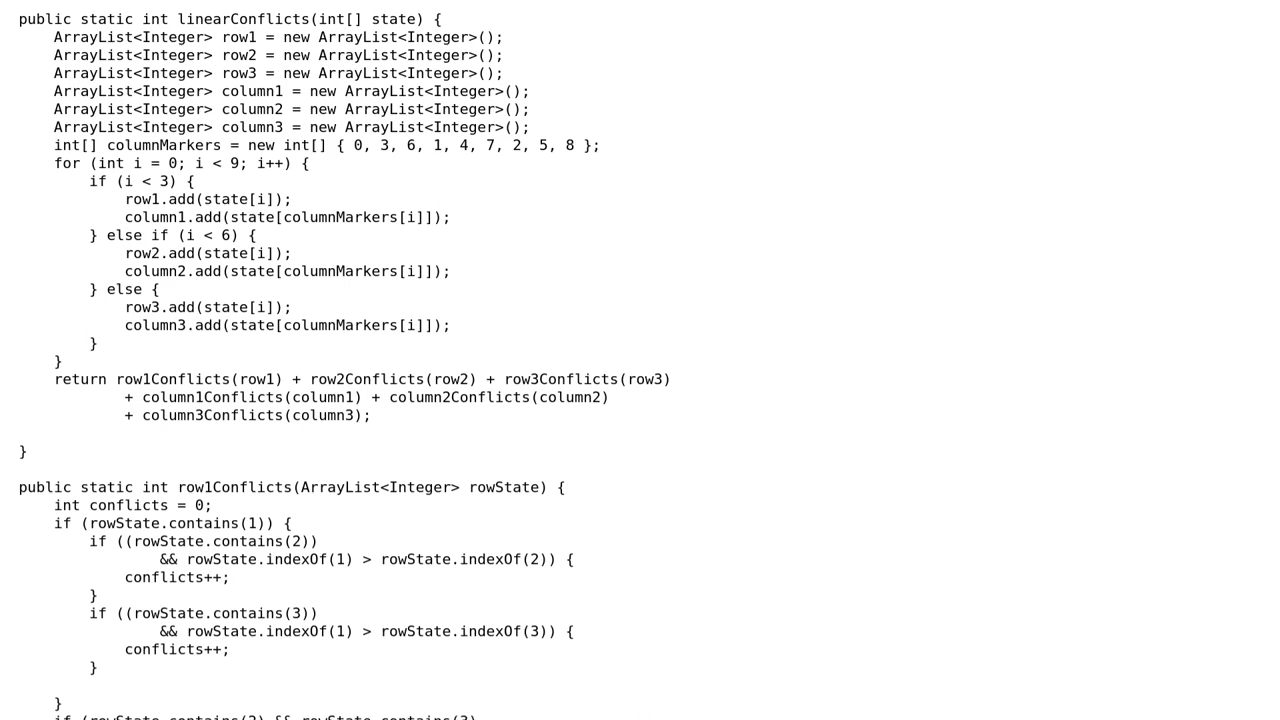 public static int linearConflicts(int[] state) {
    ArrayList<Integer> row1 = new ArrayList<Integer>();
    ArrayList<Integer> row2 = new ArrayList<Integer>();
    ArrayList<Integer> row3 = new ArrayList<Integer>();
    ArrayList<Integer> column1 = new ArrayList<Integer>();
    ArrayList<Integer> column2 = new ArrayList<Integer>();
    ArrayList<Integer> column3 = new ArrayList<Integer>();
    int[] columnMarkers = new int[] { 0, 3, 6, 1, 4, 7, 2, 5, 8 };
    for (int i = 0; i < 9; i++) {
        if (i < 3) {
            row1.add(state[i]);
            column1.add(state[columnMarkers[i]]);
        } else if (i < 6) {
            row2.add(state[i]);
            column2.add(state[columnMarkers[i]]);
        } else {
            row3.add(state[i]);
            column3.add(state[columnMarkers[i]]);
        }
    }
    return row1Conflicts(row1) + row2Conflicts(row2) + row3Conflicts(row3)
            + column1Conflicts(column1) + column2Conflicts(column2)
            + column3Conflicts(column3);

}

public static int row1Conflicts(ArrayList<Integer> rowState) {
    int conflicts = 0;
    if (rowState.contains(1)) {
        if ((rowState.contains(2))
                && rowState.indexOf(1) > rowState.indexOf(2)) {
            conflicts++;
        }
        if ((rowState.contains(3))
                && rowState.indexOf(1) > rowState.indexOf(3)) {
            conflicts++;
        }

    }
    if (rowState.contains(2) && rowState.contains(3)